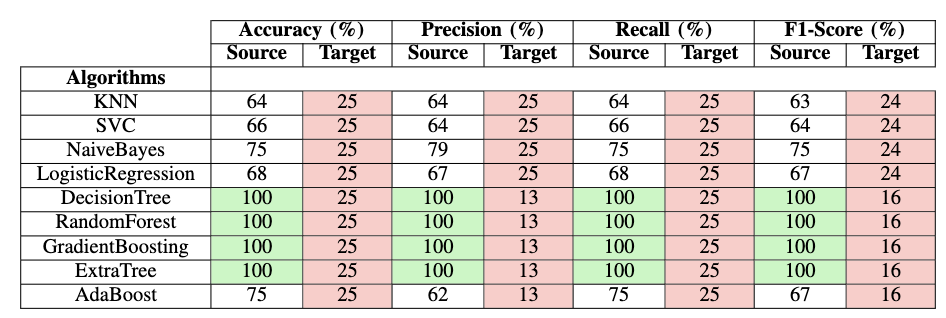 Accuracy (%) Precision (%) Recall (%) F1-Score (%)
Source Target Source Target Source Target Source Target
Algorithms
KNN 64 25 64 25 64 25 63 24
SVC 66 25 64 25 66 25 64 24
NaiveBayes 75 25 79 25 75 25 75 24
LogisticRegression 68 25 67 25 68 25 67 24
DecisionTree 100 25 100 13 100 25 100 16
RandomForest 100 25 100 13 100 25 100 16
GradientBoosting 100 25 100 13 100 25 100 16
ExtraTree 100 25 100 13 100 25 100 16
AdaBoost 75 25 62 13 75 25 67 16